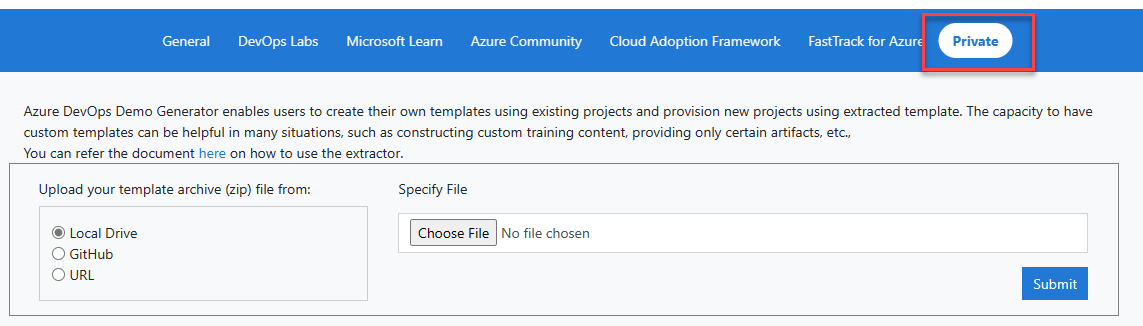 General DevOps Labs Microsoft Learn Azure Community Cloud Adoption Framework FastTrack for Azure Private
Azure DevOps Demo Generator enables users to create their own templates using existing projects and provision new projects using extracted template. The capacity to have
custom templates can be helpful in many situations, such as constructing custom training content, providing only certain artifacts, etc.,
You can refer the document here on how to use the extractor.
Upload your template archive (zip) file from:
Local Drive
GitHub
URL
Specify File
Choose File No file chosen
Submit